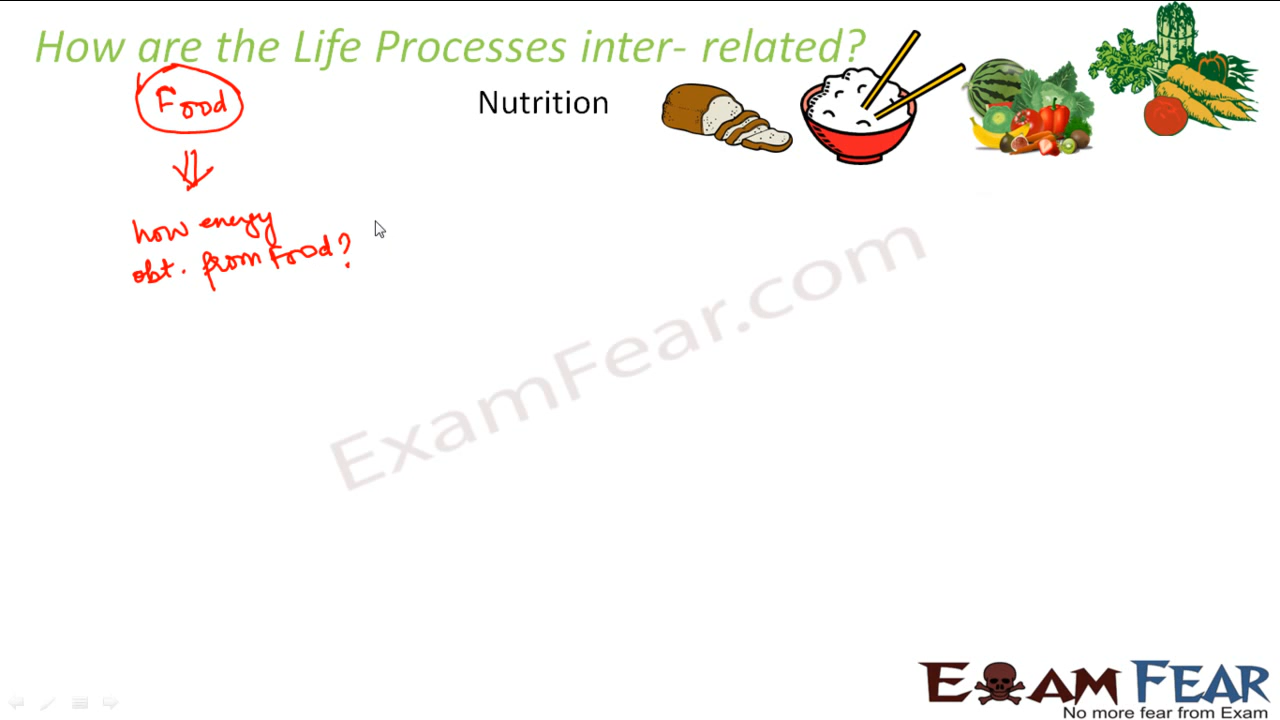 How are the Life Processes inter- related?
Food
Nutrition
how energy
obt. from Food?
ExamFear.com
EXAM FEAR
No more fear from Exam